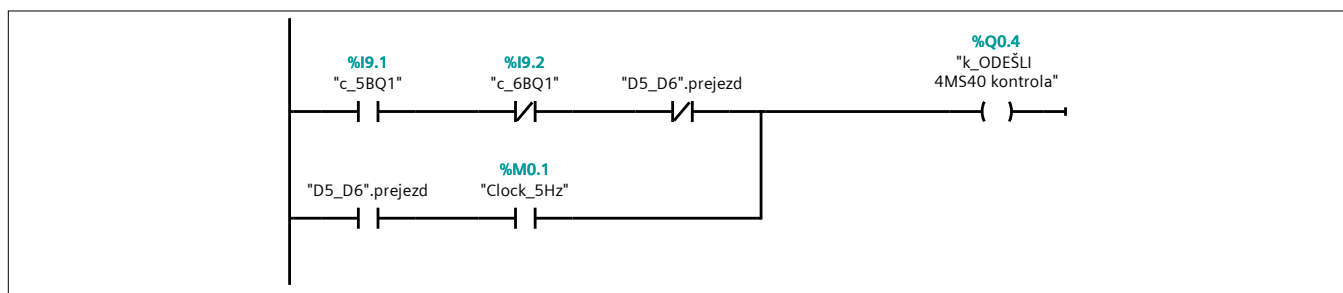 %Q0.4
"k_ODEŠLI
4MS40 kontrola"
%I9.1
"c_5BQ1"
%I9.2
"c_6BQ1"
"D5_D6".prejezd
"D5_D6".prejezd
%M0.1
"Clock_5Hz"